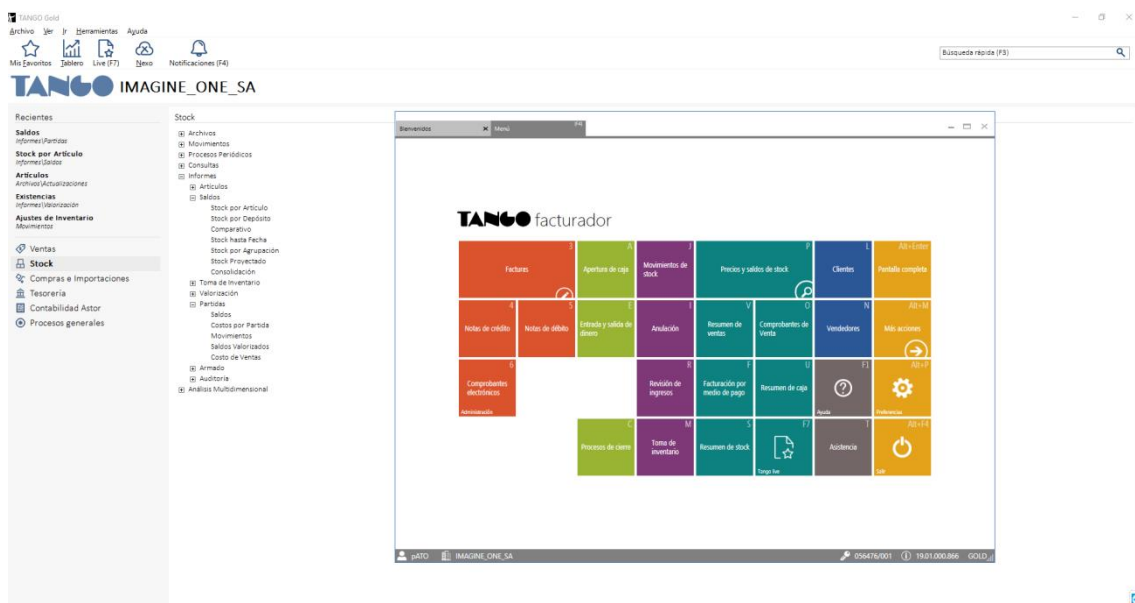 TANGO Gold
Archivo Ver Ir Herramientas Ayuda
Mis Favoritos Tablero Live (F7) Nexo Notificaciones (F4)
Búsqueda rápida (F3)
TANGO IMAGINE_ONE_SA
Recientes
Saldos
Informes\Partidas
Stock por Artículo
Informes\Saldos
Artículos
Archivos\Actualizaciones
Existencias
Informes\Valorización
Ajustes de Inventario
Movimientos
Ventas
Stock
Compras e Importaciones
Tesorería
Contabilidad Astor
Procesos generales
Stock
Archivos
Movimientos
Procesos Periódicos
Consultas
Informes
Artículos
Saldos
Stock por Artículo
Stock por Depósito
Comparativo
Stock hasta Fecha
Stock por Agrupación
Stock Proyectado
Consolidación
Toma de Inventario
Valorización
Partidas
Saldos
Costos por Partida
Movimientos
Saldos Valorizados
Costo de Ventas
Armado
Auditoría
Análisis Multidimensional
Bienvenidos Menú (F4)
TANGO facturador
3
Facturas
A
Apertura de caja
J
Movimientos de
stock
P
Precios y saldos de stock
L
Clientes
Alt+Enter
Pantalla completa
4
Notas de crédito
5
Notas de débito
E
Entrada y salida de
dinero
I
Anulación
V
Resumen de
ventas
O
Comprobantes de
Venta
N
Vendedores
Alt+M
Más acciones
6
Comprobantes
electrónicos
Administración
R
Revisión de
ingresos
F
Facturación por
medio de pago
U
Resumen de caja
F1
Ayuda
Alt+P
Preferencias
C
Procesos de cierre
M
Toma de
inventario
S
Resumen de stock
F7
Tango live
T
Asistencia
Alt+F4
Salir
pATO IMAGINE_ONE_SA 056476/001 19.01.000.866 GOLD